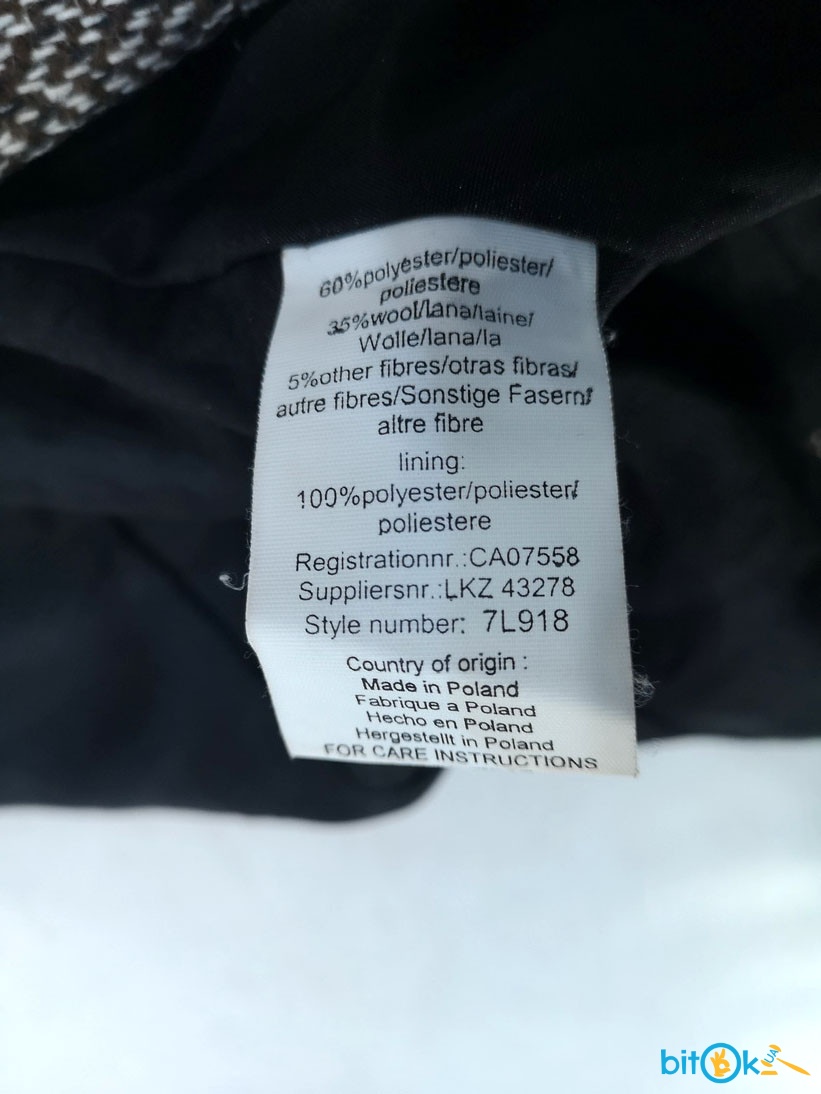 60%polyester/poliester/
poliestere
35%wool/lana/laine/
Wolle/lana/la
5%other fibres/otras fibras/
autre fibres/Sonstige Fasern/
altre fibre
lining:
100%polyester/poliester/
poliestere
Registrationnr.:CA07558
Suppliersnr.:LKZ 43278
Style number: 7L918
Country of origin :
Made in Poland
Fabrique a Poland
Hecho en Poland
Hergestellt in Poland
FOR CARE INSTRUCTIONS
bitOk.UA